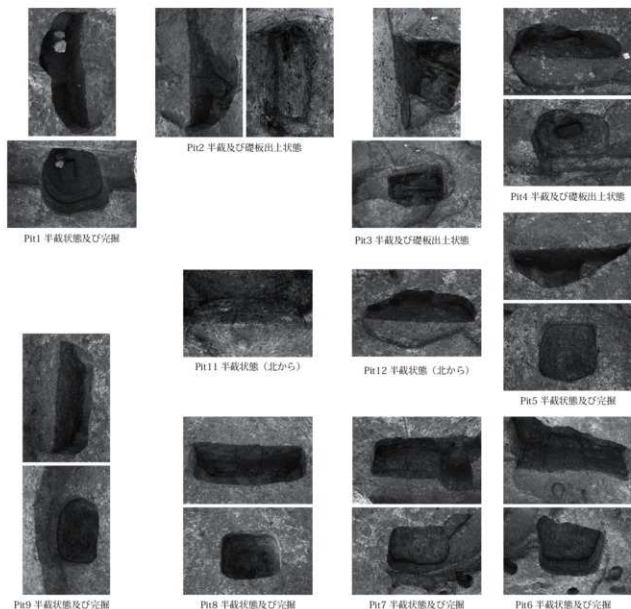 Pit2 半截及び礎板出土状態
Pit4 半截及び礎板出土状態
Pit1 半截状態及び完掘
Pit3 半截及び礎板出土状態
Pit11 半截状態（北から）
Pit12 半截状態（北から）
Pit5 半截状態及び完掘
Pit9 半截状態及び完掘
Pit8 半截状態及び完掘
Pit7 半截状態及び完掘
Pit6 半截状態及び完掘